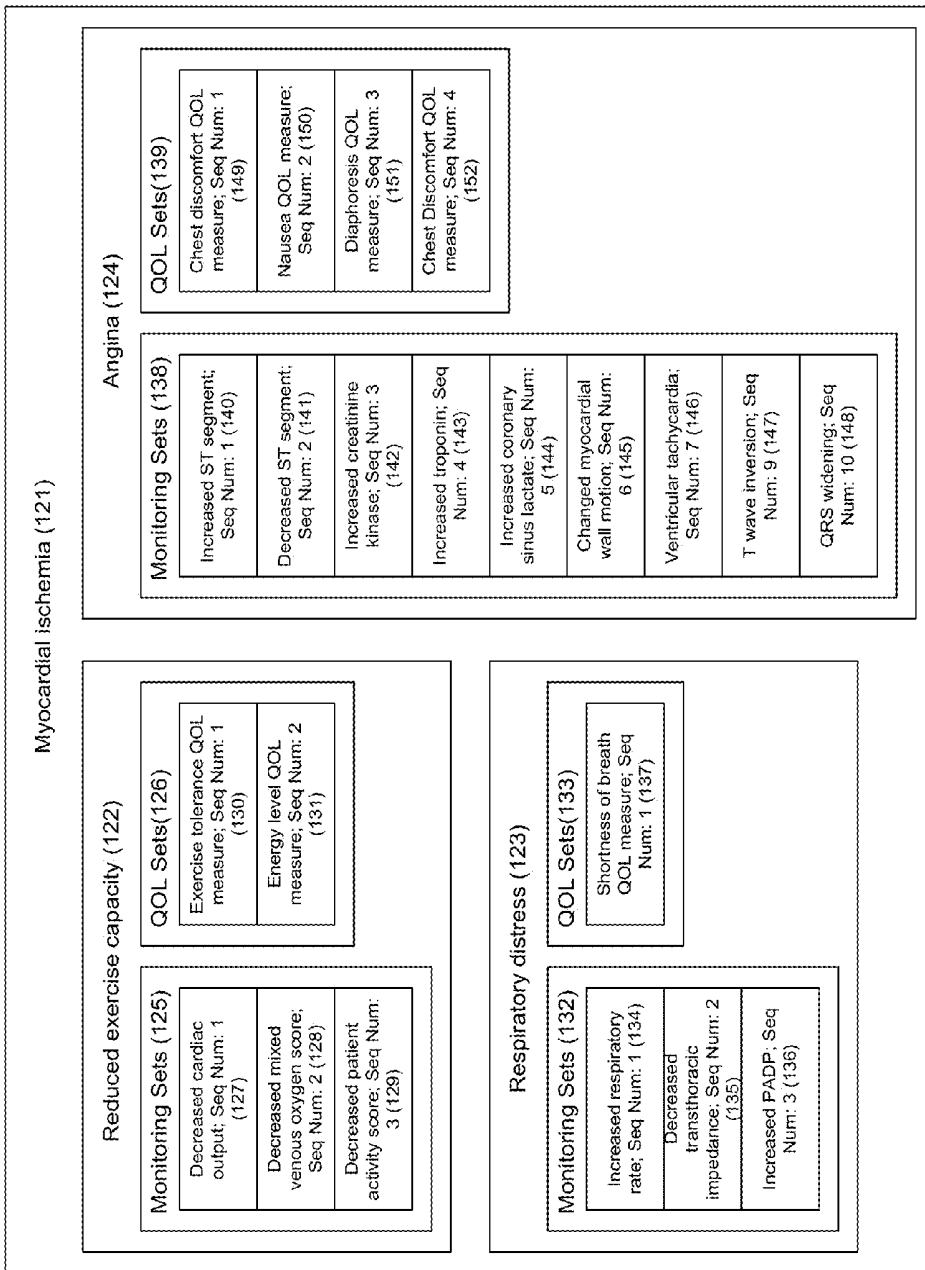 Myocardial ischemia (121)
Reduced exercise capacity (122)
Monitoring Sets (125)
Decreased cardiac
output; Seq Num: 1
(127)
Decreased mixed
venous oxygen score;
Seq Num: 2 (128)
Decreased patient
activity score; Seq Num:
3 (129)
QOL Sets(126)
Exercise tolerance QOL
measure; Seq Num: 1
(130)
Energy level QOL
measure; Seq Num: 2
(131)
Respiratory distress (123)
Monitoring Sets (132)
Increased respiratory
rate; Seq Num: 1 (134)
Decreased
transthoracic
impedance; Seq Num: 2
(135)
Increased PADP; Seq
Num: 3 (136)
QOL Sets(133)
Shortness of breath
QOL measure; Seq
Num: 1 (137)
Angina (124)
Monitoring Sets (138)
Increased ST segment;
Seq Num: 1 (140)
Decreased ST segment;
Seq Num: 2 (141)
Increased creatinine
kinase; Seq Num: 3
(142)
Increased troponin; Seq
Num: 4 (143)
Increased coronary
sinus lactate; Seq Num:
5 (144)
Changed myocardial
wall motion; Seq Num:
6 (145)
Ventricular tachycardia;
Seq Num: 7 (146)
T wave inversion; Seq
Num: 9 (147)
QRS widening; Seq
Num: 10 (148)
QOL Sets(139)
Chest discomfort QOL
measure; Seq Num: 1
(149)
Nausea QOL measure;
Seq Num: 2 (150)
Diaphoresis QOL
measure; Seq Num: 3
(151)
Chest Discomfort QOL
measure; Seq Num: 4
(152)